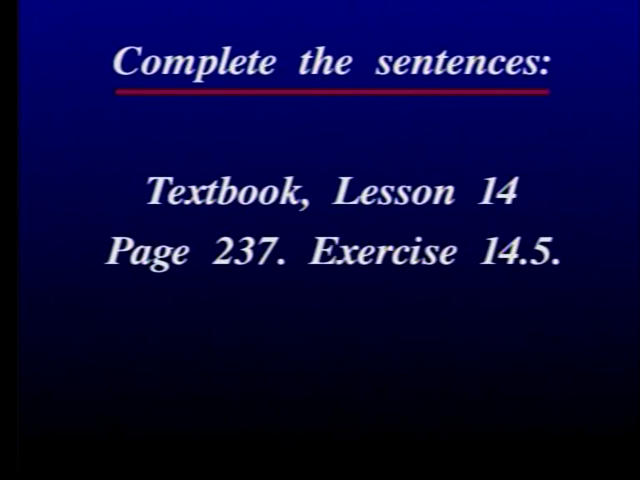 Complete the sentences:
Textbook, Lesson 14
Page 237. Exercise 14.5.